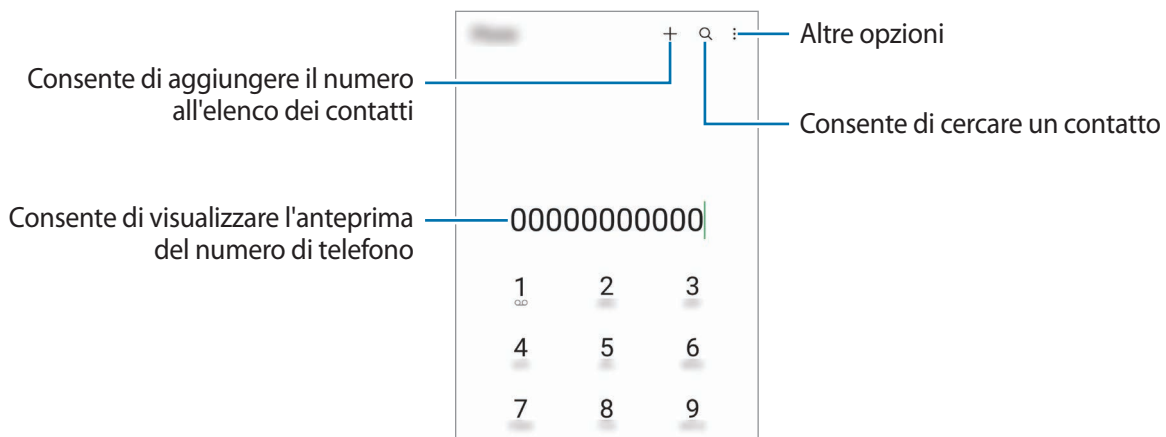 Altre opzioni
Consente di aggiungere il numero
all'elenco dei contatti
Consente di cercare un contatto
Consente di visualizzare l'anteprima
del numero di telefono
00000000000
1 2 3
4 5 6
7 8 9